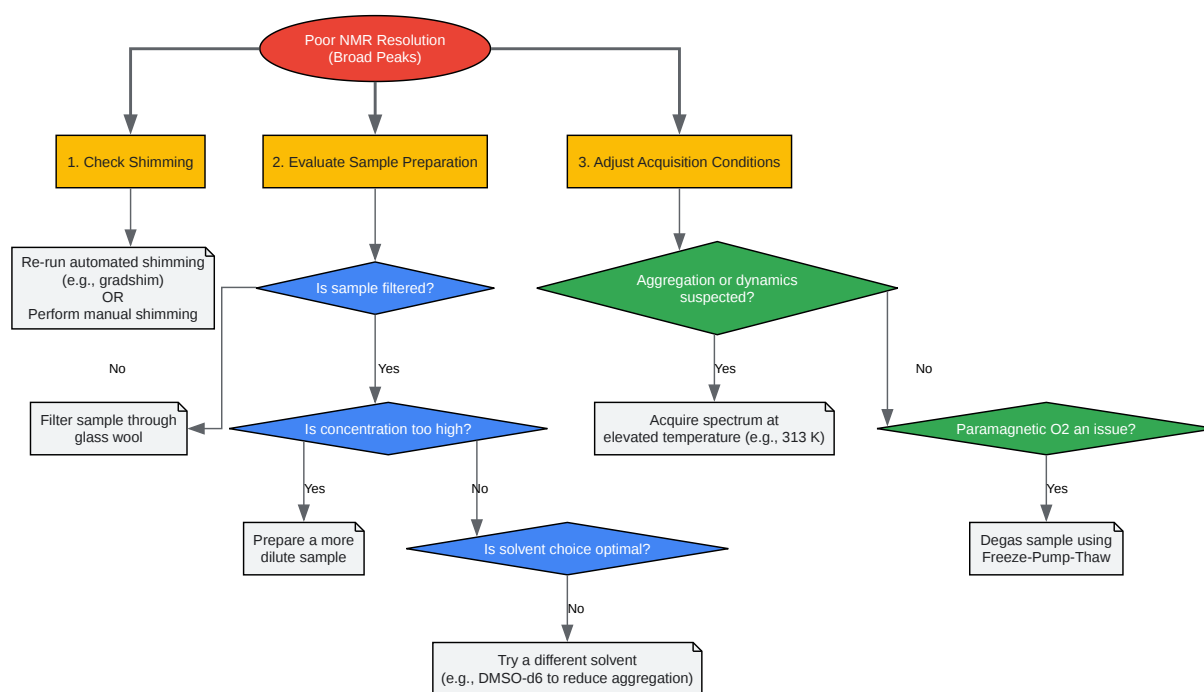 Poor NMR Resolution
(Broad Peaks)
1. Check Shimming
2. Evaluate Sample Preparation
3. Adjust Acquisition Conditions
Re-run automated shimming
(e.g., gradshim)
OR
Perform manual shimming
Is sample filtered?
Aggregation or dynamics
suspected?
No
Yes
Yes
No
Filter sample through
glass wool
Is concentration too high?
Acquire spectrum at
elevated temperature (e.g., 313 K)
Paramagnetic O2 an issue?
Yes
No
Yes
Prepare a more
dilute sample
Is solvent choice optimal?
Degas sample using
Freeze-Pump-Thaw
No
Try a different solvent
(e.g., DMSO-d6 to reduce aggregation)